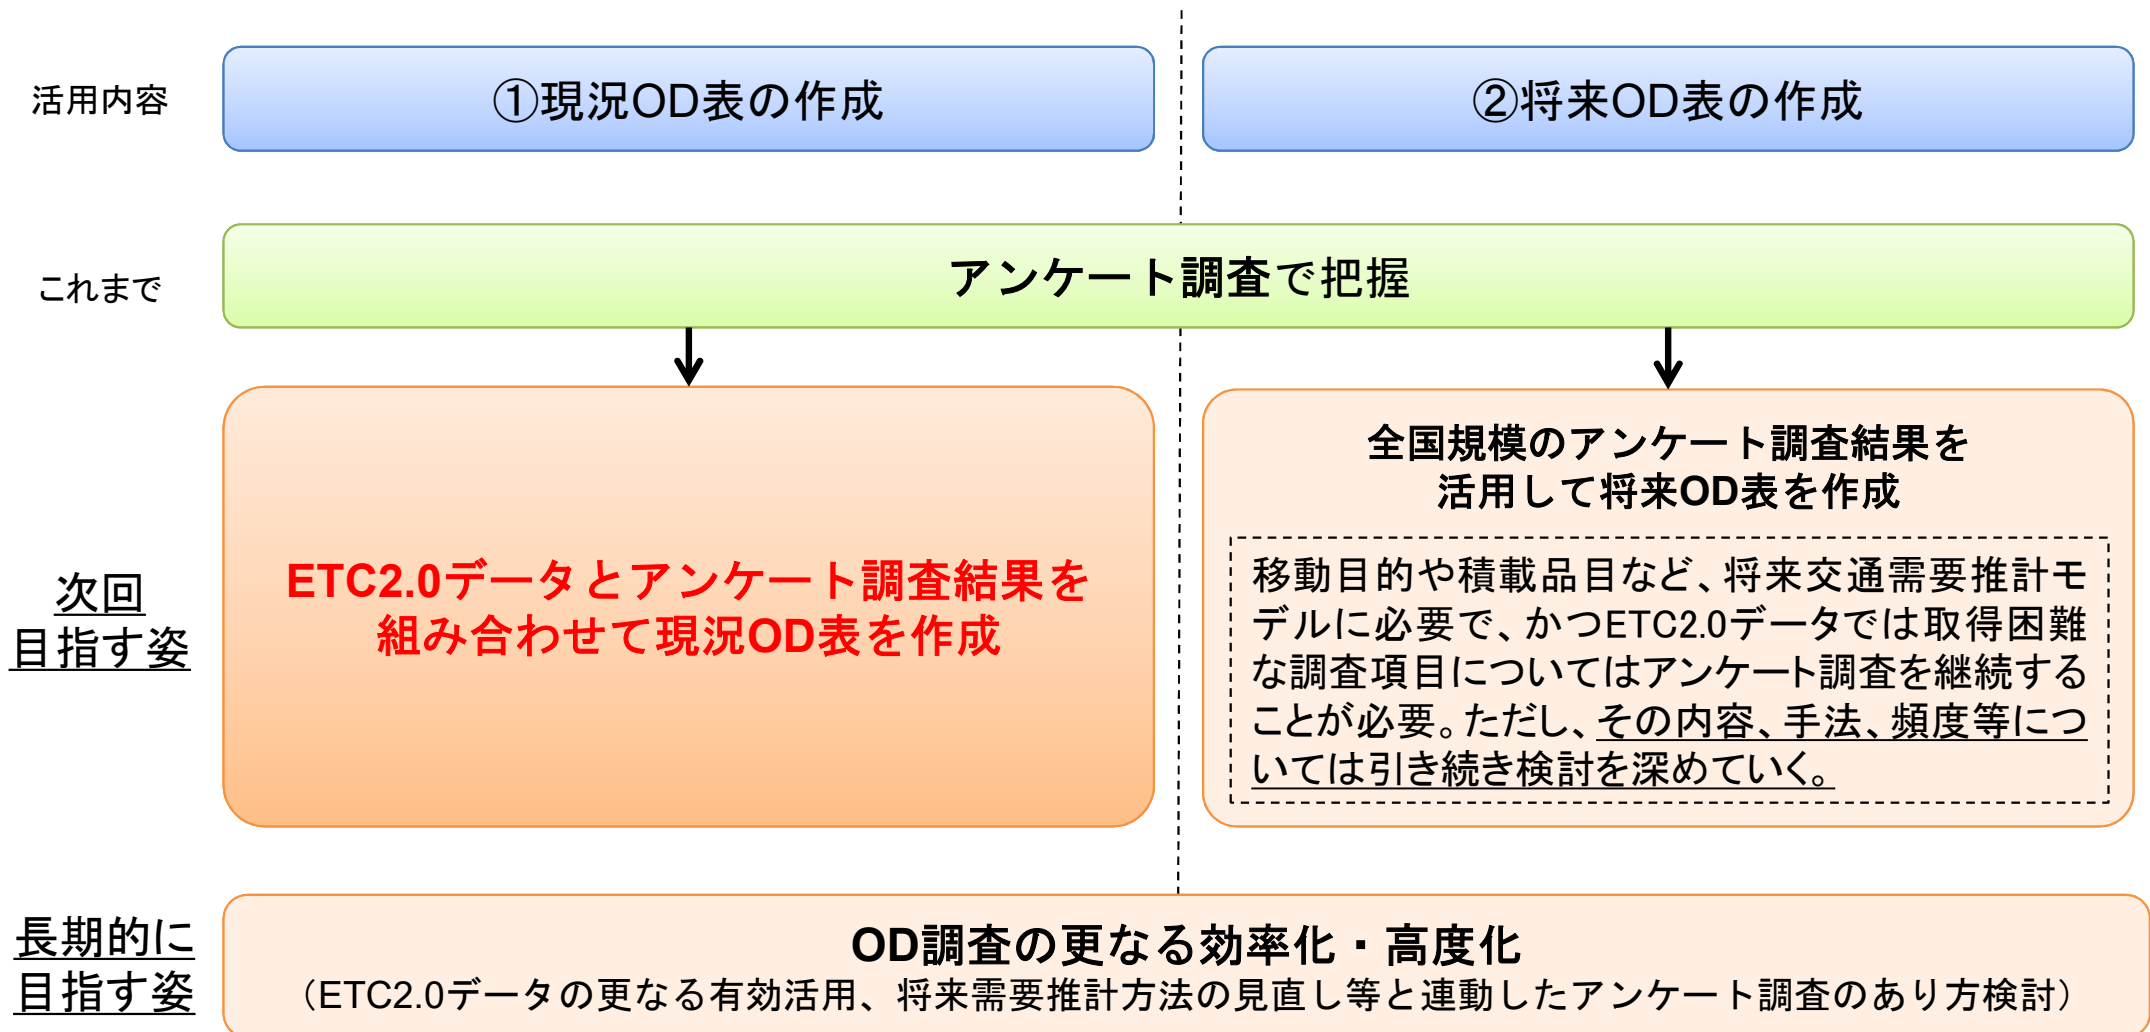 活用内容
①現況OD表の作成
②将来OD表の作成
これまで
アンケート調査で把握
次回
目指す姿
ETC2.0データとアンケート調査結果を
組み合わせて現況OD表を作成
全国規模のアンケート調査結果を
活用して将来OD表を作成
移動目的や積載品目など、将来交通需要推計モ
デルに必要で、かつETC2.0データでは取得困難
な調査項目についてはアンケート調査を継続する
ことが必要。ただし、その内容、手法、頻度等につ
いては引き続き検討を深めていく。
長期的に
目指す姿
OD調査の更なる効率化・高度化
（ETC2.0データの更なる有効活用、将来需要推計方法の見直し等と連動したアンケート調査のあり方検討）